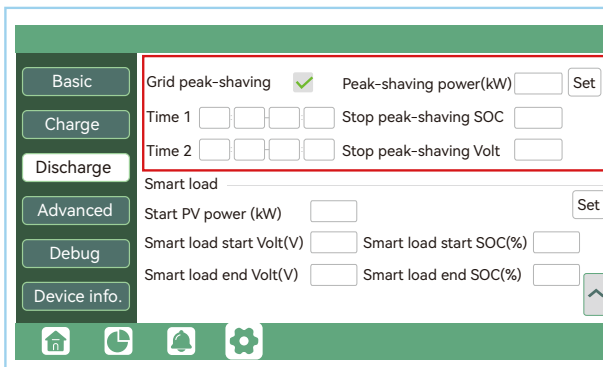 Basic
Charge
Discharge
Advanced
Debug
Device info.
Grid peak-shaving Peak-shaving power(kW) Set
Time 1 Stop peak-shaving SOC
Time 2 Stop peak-shaving Volt
Smart load
Start PV power (kW) Set
Smart load start Volt(V) Smart load start SOC(%)
Smart load end Volt(V) Smart load end SOC(%)